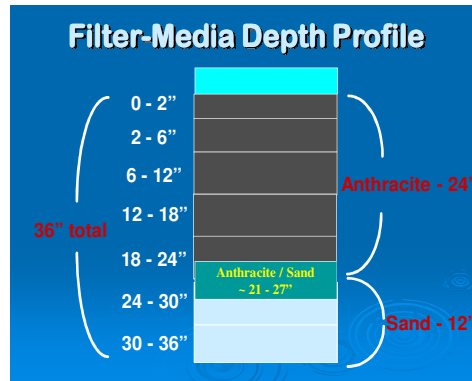 Filter-Media Depth Profile
0 - 2”
2 - 6”
6 - 12”
Anthracite - 24”
12 - 18”
36” total
18 - 24”
Anthracite / Sand
~ 21 - 27”
24 - 30”
Sand - 12”
30 - 36”